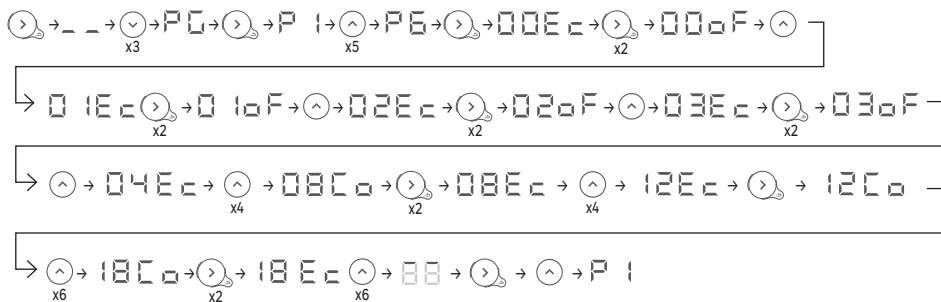 _ _ PG P 1 P6 00Ec 00oF
x3 x5 x2
01Ec 01oF 02Ec 02oF 03Ec 03oF
x2 x2 x2
04Ec 08Co 08Ec 12Ec 12Co
x4 x2 x4
18Co 18Ec 88 P 1
x6 x2 x6